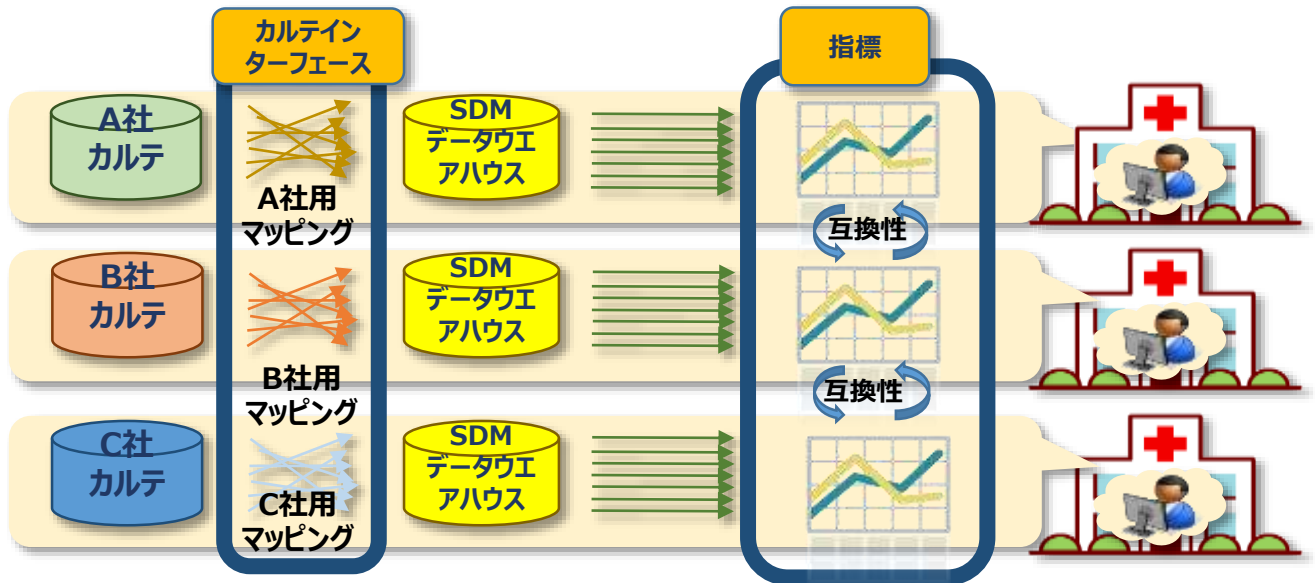 カルテイン
ターフェース
指標
A社
カルテ
A社用
マッピング
SDM
データウエ
アハウス
互換性
B社
カルテ
B社用
マッピング
SDM
データウエ
アハウス
互換性
C社
カルテ
C社用
マッピング
SDM
データウエ
アハウス